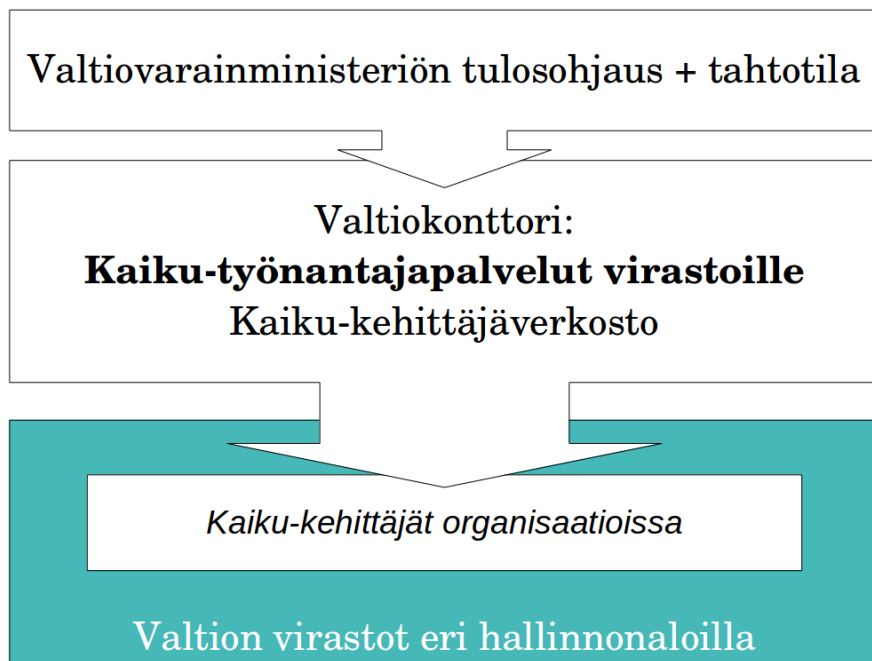 Valtiovarainministeriön tulosohjaus + tahtotila
Valtiokonttori:
Kaiku-työnantajapalvelut virastoille
Kaiku-kehittäjäverkosto
Kaiku-kehittäjät organisaatioissa
Valtion virastot eri hallinnonaloilla